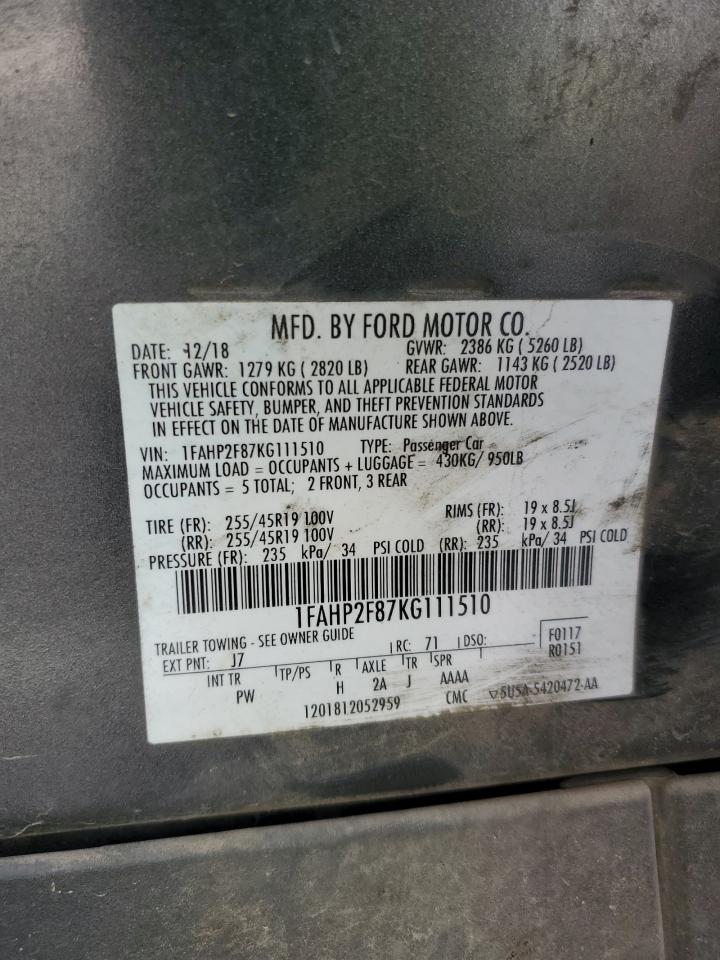 MFD. BY FORD MOTOR CO.
DATE: 12/18 GVWR: 2386 KG ( 5260 LB)
FRONT GAWR: 1279 KG ( 2820 LB) REAR GAWR: 1143 KG ( 2520 LB)
THIS VEHICLE CONFORMS TO ALL APPLICABLE FEDERAL MOTOR
VEHICLE SAFETY, BUMPER, AND THEFT PREVENTION STANDARDS
IN EFFECT ON THE DATE OF MANUFACTURE SHOWN ABOVE.
VIN: 1FAHP2F87KG111510 TYPE: Passenger Car
MAXIMUM LOAD = OCCUPANTS + LUGGAGE = 430KG/ 950LB
OCCUPANTS = 5 TOTAL; 2 FRONT, 3 REAR
TIRE (FR): 255/45R19 100V RIMS (FR): 19 x 8.5J
(RR): 255/45R19 100V (RR): 19 x 8.5J
PRESSURE (FR): 235 kPa/ 34 PSI COLD (RR): 235 kPa/ 34 PSI COLD
1FAHP2F87KG111510
TRAILER TOWING - SEE OWNER GUIDE
EXT PNT: J7 RC: 71 DSO: F0117
R0151
INT TR TP/PS R AXLE TR SPR
PW H 2A J AAAA
1201812052959 CMC ▽5U5A-5420472-AA